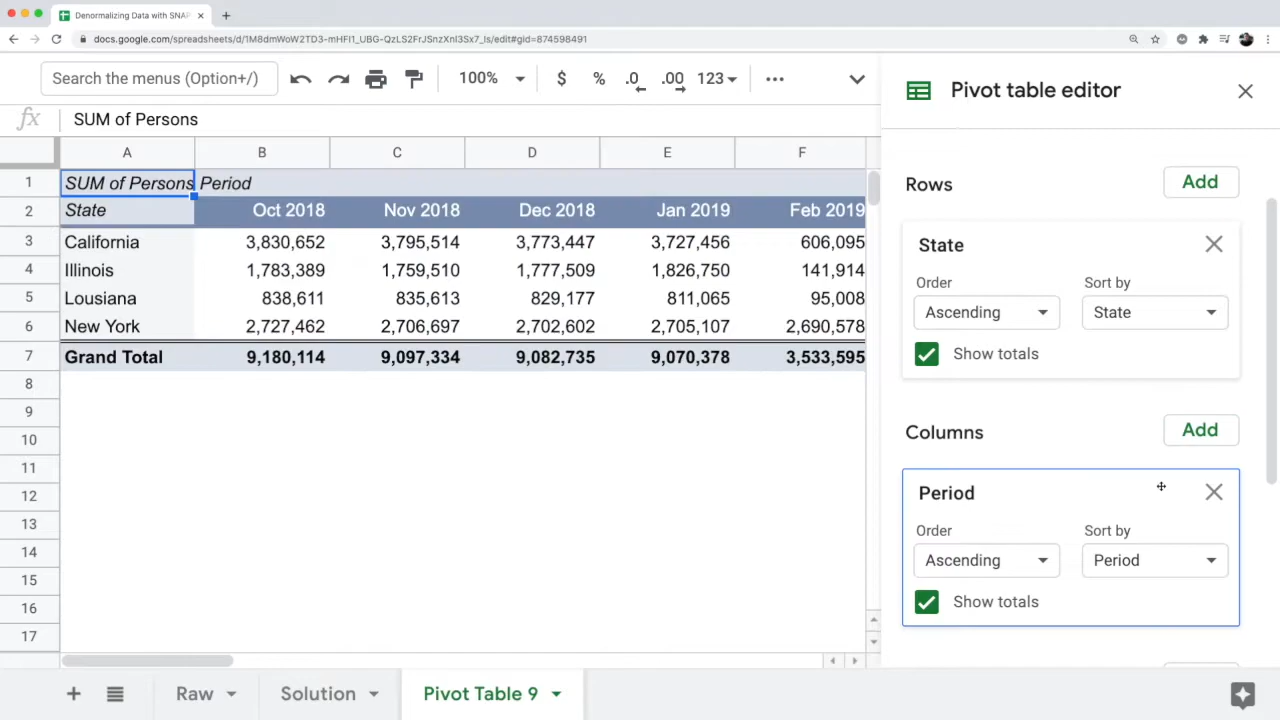 Denormalizing Data with SNAP
docs.google.com/spreadsheets/d/1M8dmWoW2TD3-mHFI1_UBG-QzLS2FrJSnzXnI3Sx7_Is/edit#gid=874598491
Search the menus (Option+/)
100%
$ % .0 .00 123
Pivot table editor
fx SUM of Persons
A B C D E F
1 SUM of Persons Period
2 State Oct 2018 Nov 2018 Dec 2018 Jan 2019 Feb 2019
3 California 3,830,652 3,795,514 3,773,447 3,727,456 606,095
4 Illinois 1,783,389 1,759,510 1,777,509 1,826,750 141,914
5 Lousiana 838,611 835,613 829,177 811,065 95,008
6 New York 2,727,462 2,706,697 2,702,602 2,705,107 2,690,578
7 Grand Total 9,180,114 9,097,334 9,082,735 9,070,378 3,533,595
8
9
10
11
12
13
14
15
16
17
Rows Add
State
Order Sort by
Ascending State
Show totals
Columns Add
Period
Order Sort by
Ascending Period
Show totals
Raw Solution Pivot Table 9